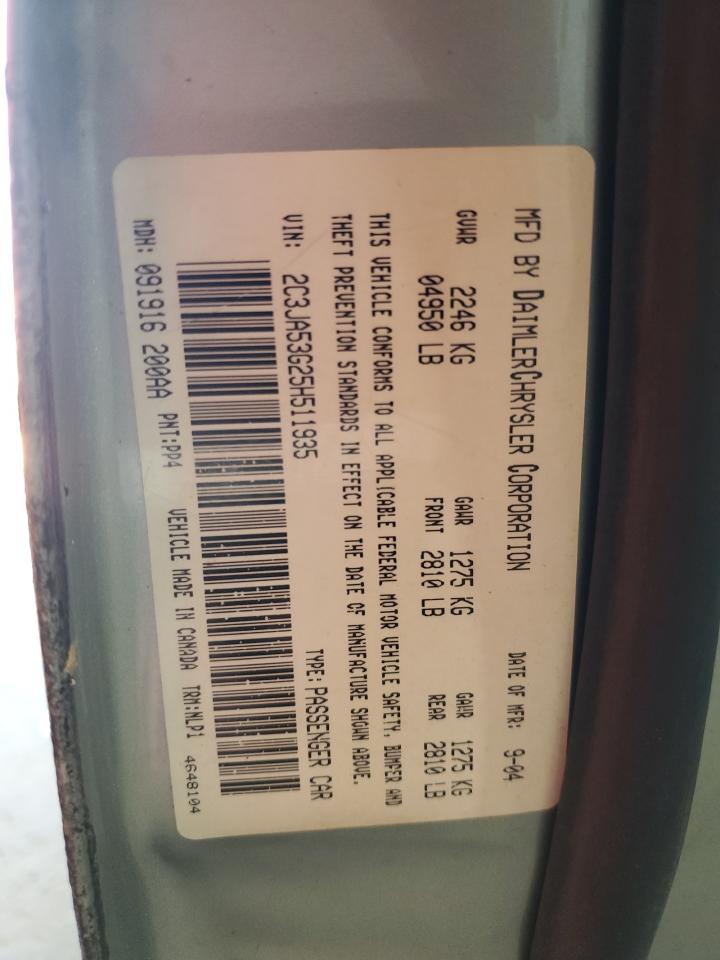 MFD BY DAIMLERCHRYSLER CORPORATION DATE OF MFR: 9-04
GVWR 2246 KG GAWR 1275 KG GAWR 1275 KG
04950 LB FRONT 2810 LB REAR 2810 LB
THIS VEHICLE CONFORMS TO ALL APPLICABLE FEDERAL MOTOR VEHICLE SAFETY, BUMPER AND
THEFT PREVENTION STANDARDS IN EFFECT ON THE DATE OF MANUFACTURE SHOWN ABOVE.
VIN: 2C3JA53G25H511935 TYPE: PASSENGER CAR
MDH: 091916 200AA PNT:PP4 VEHICLE MADE IN CANADA TRM:NLP1 4648104